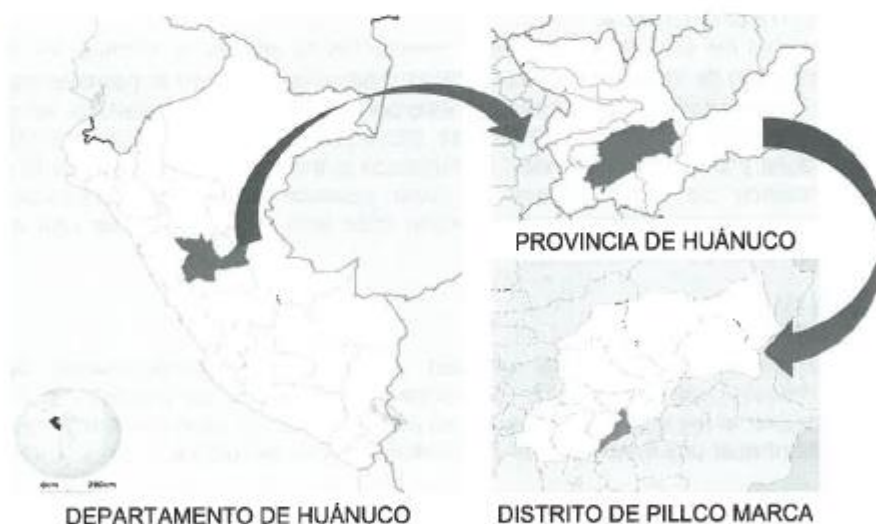 PROVINCIA DE HUÁNUCO
DEPARTAMENTO DE HUÁNUCO
DISTRITO DE PILLCO MARCA